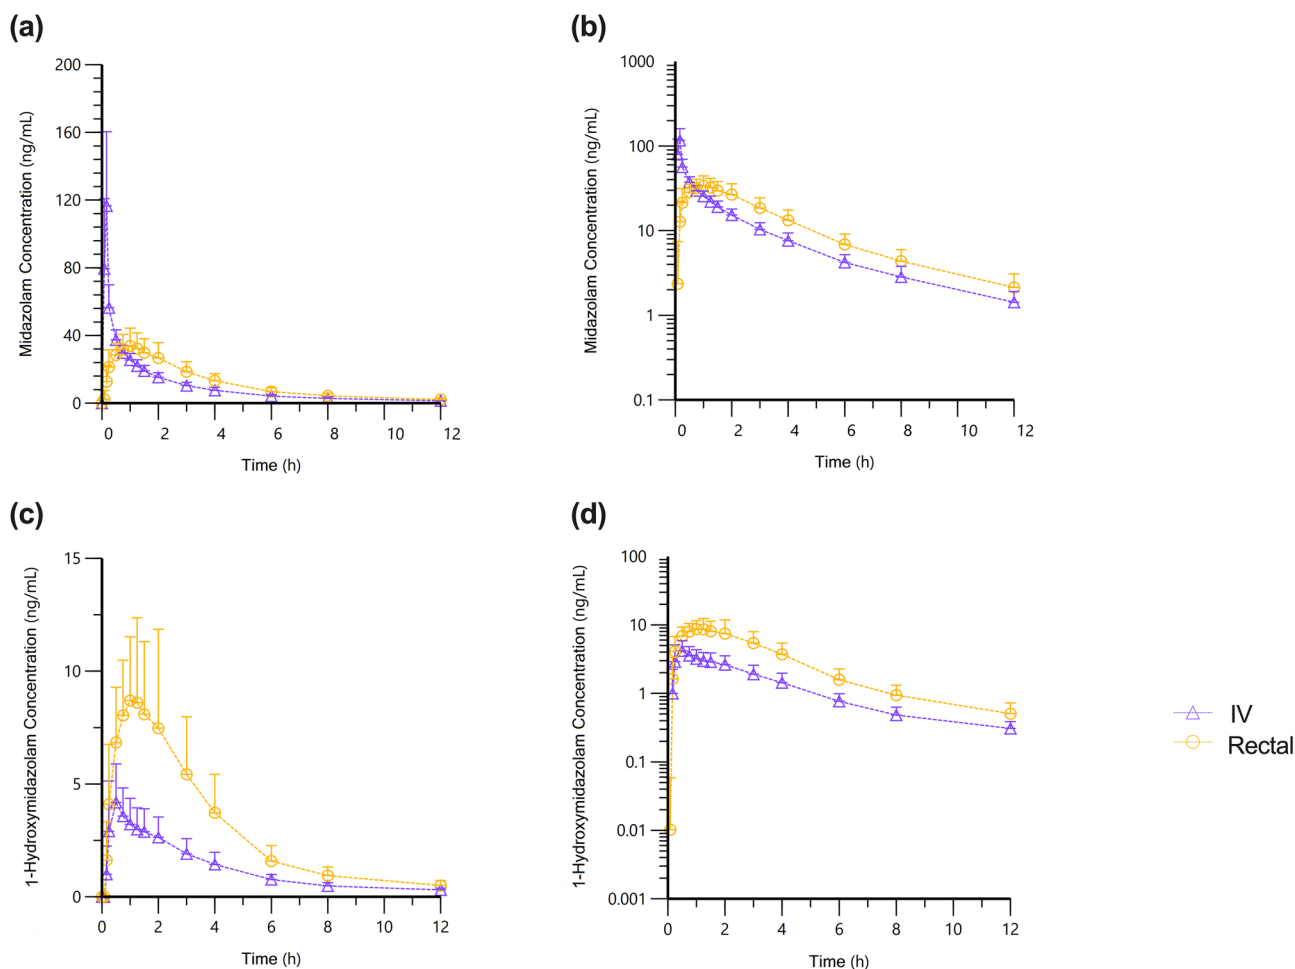 (a)
Midazolam Concentration (ng/mL)
200
160
120
80
40
0
0 2 4 6 8 10 12
Time (h)
(b)
Midazolam Concentration (ng/mL)
1000
100
10
1
0.1
0 2 4 6 8 10 12
Time (h)
(c)
1-Hydroxymidazolam Concentration (ng/mL)
15
10
5
0
0 2 4 6 8 10 12
Time (h)
(d)
1-Hydroxymidazolam Concentration (ng/mL)
100
10
1
0.1
0.01
0.001
0 2 4 6 8 10 12
Time (h)
IV
Rectal